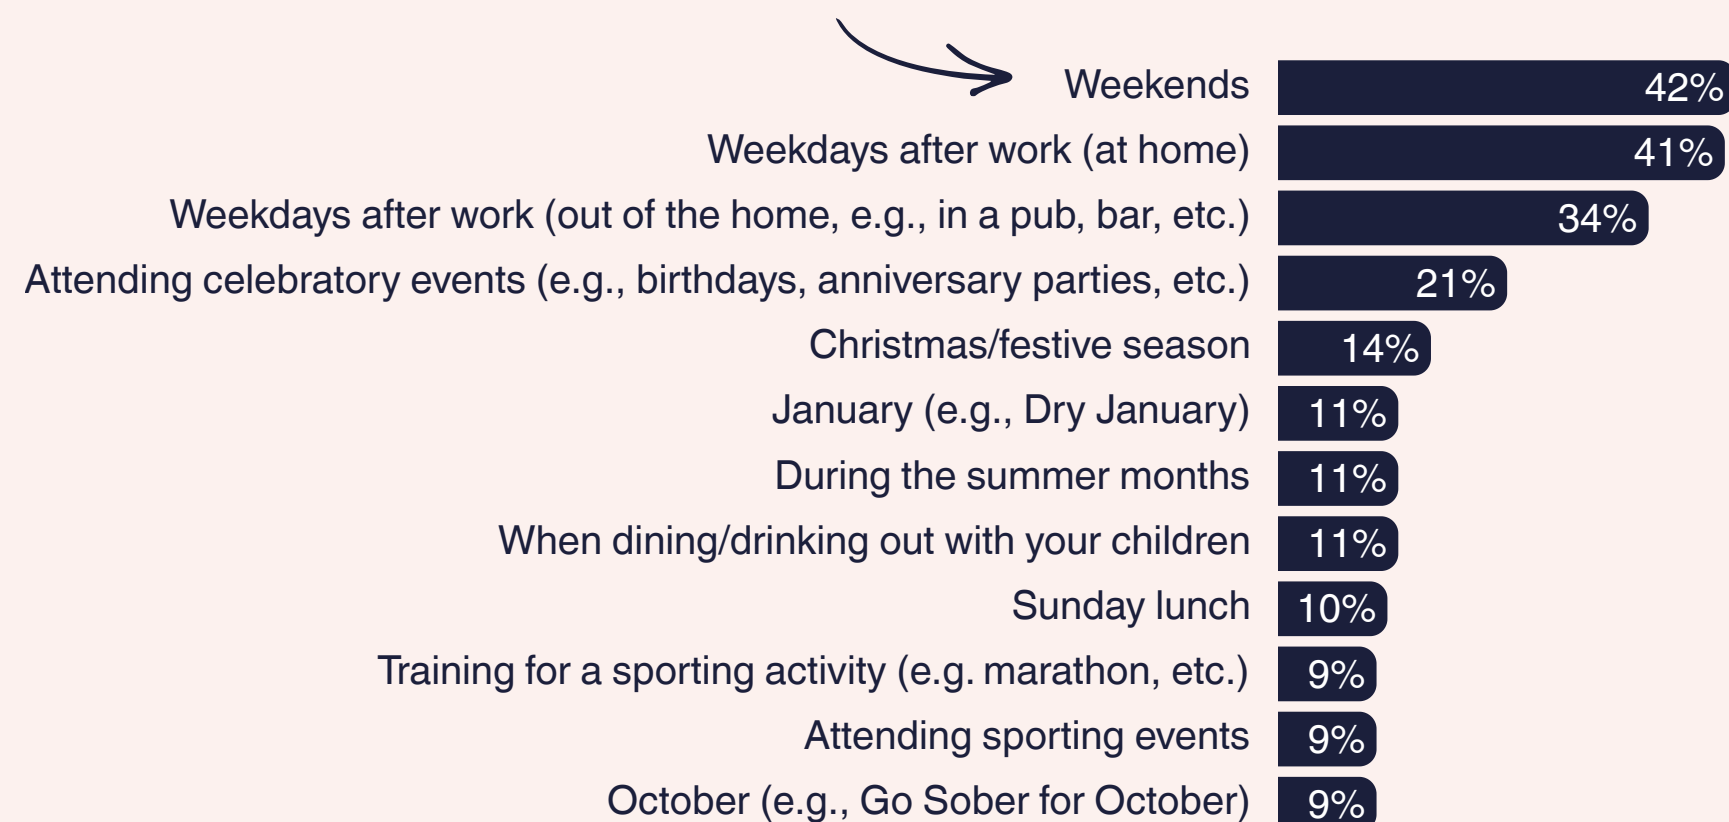 Weekends 42%
Weekdays after work (at home) 41%
Weekdays after work (out of the home, e.g., in a pub, bar, etc.) 34%
Attending celebratory events (e.g., birthdays, anniversary parties, etc.) 21%
Christmas/festive season 14%
January (e.g., Dry January) 11%
During the summer months 11%
When dining/drinking out with your children 11%
Sunday lunch 10%
Training for a sporting activity (e.g. marathon, etc.) 9%
Attending sporting events 9%
October (e.g., Go Sober for October) 9%